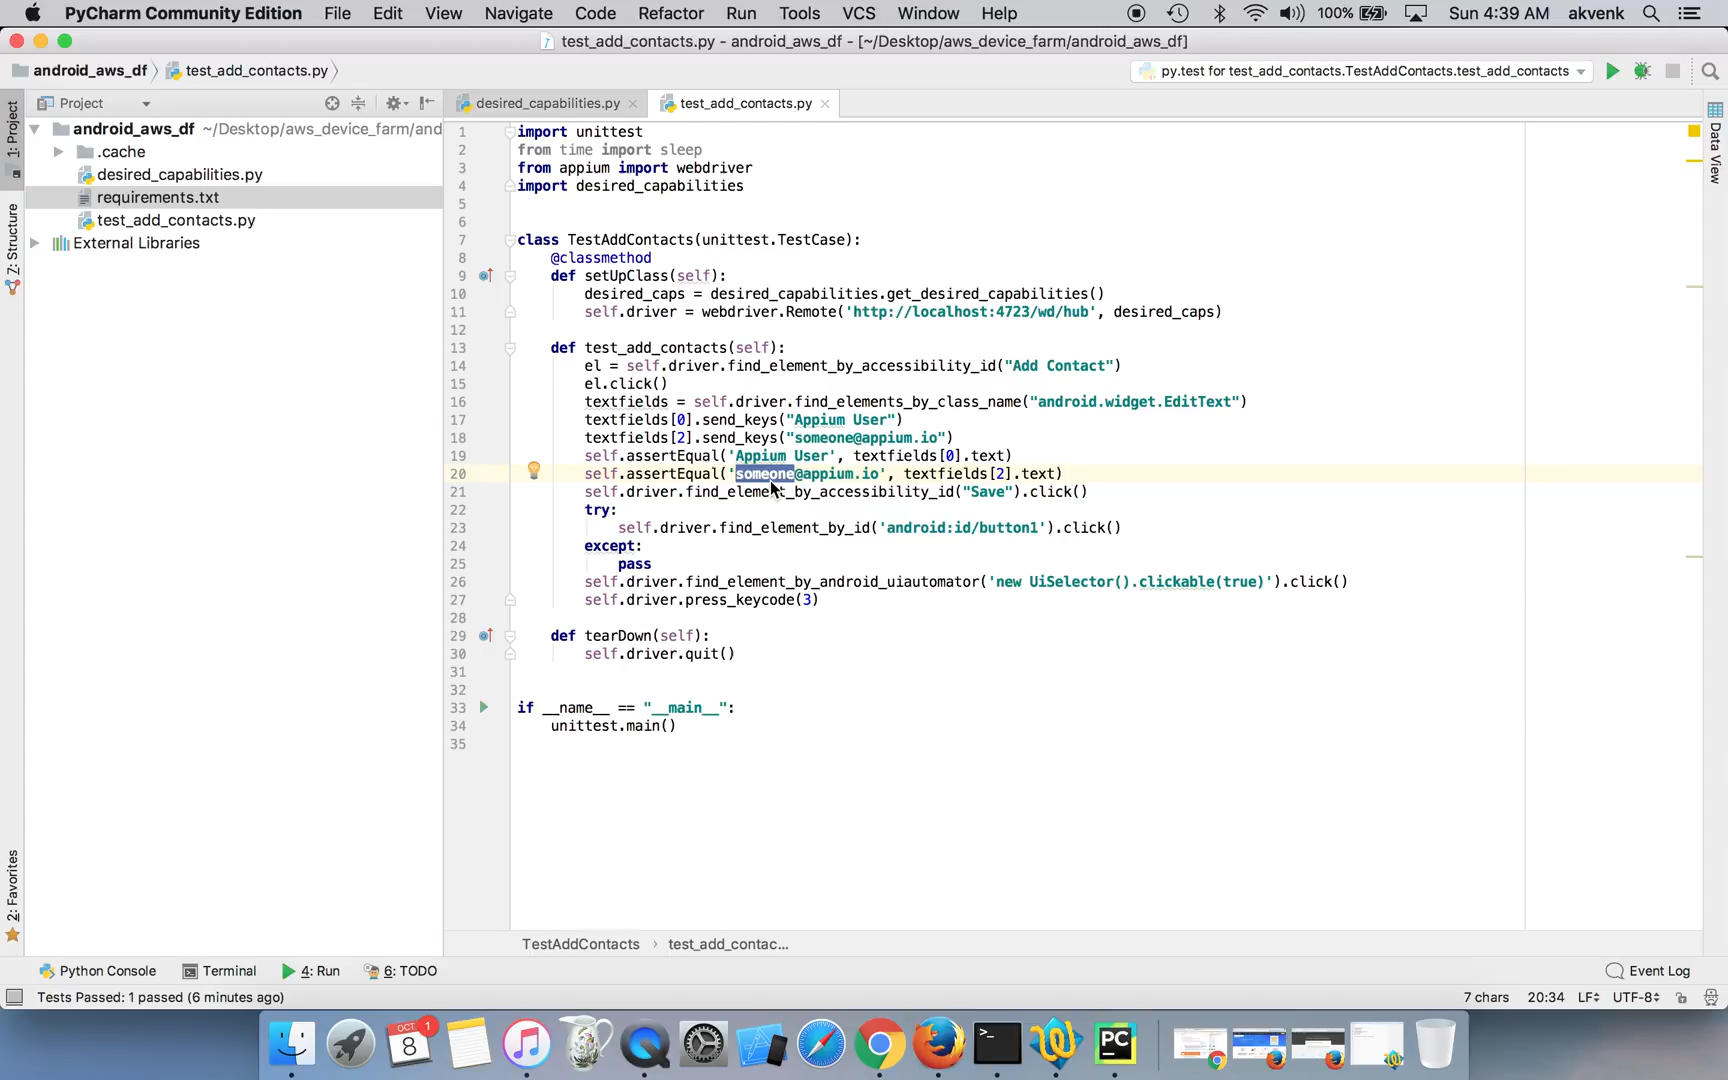 PyCharm Community Edition File Edit View Navigate Code Refactor Run Tools VCS Window Help 100% Sun 4:39 AM akvenk
test_add_contacts.py - android_aws_df - [~/Desktop/aws_device_farm/android_aws_df]
android_aws_df test_add_contacts.py py.test for test_add_contacts.TestAddContacts.test_add_contacts
Project desired_capabilities.py test_add_contacts.py
1: Project
7: Structure
2: Favorites
Data View
android_aws_df ~/Desktop/aws_device_farm/and
.cache
desired_capabilities.py
requirements.txt
test_add_contacts.py
External Libraries
1 import unittest
2 from time import sleep
3 from appium import webdriver
4 import desired_capabilities
5
6
7 class TestAddContacts(unittest.TestCase):
8 @classmethod
9 def setUpClass(self):
10 desired_caps = desired_capabilities.get_desired_capabilities()
11 self.driver = webdriver.Remote('http://localhost:4723/wd/hub', desired_caps)
12
13 def test_add_contacts(self):
14 el = self.driver.find_element_by_accessibility_id("Add Contact")
15 el.click()
16 textfields = self.driver.find_elements_by_class_name("android.widget.EditText")
17 textfields[0].send_keys("Appium User")
18 textfields[2].send_keys("someone@appium.io")
19 self.assertEqual('Appium User', textfields[0].text)
20 self.assertEqual('someone@appium.io', textfields[2].text)
21 self.driver.find_element_by_accessibility_id("Save").click()
22 try:
23 self.driver.find_element_by_id('android:id/button1').click()
24 except:
25 pass
26 self.driver.find_element_by_android_uiautomator('new UiSelector().clickable(true)').click()
27 self.driver.press_keycode(3)
28
29 def tearDown(self):
30 self.driver.quit()
31
32
33 if __name__ == "__main__":
34 unittest.main()
35
TestAddContacts › test_add_contac...
Python Console Terminal 4: Run 6: TODO Event Log
Tests Passed: 1 passed (6 minutes ago) 7 chars 20:34 LF UTF-8
OCT 1
8
PC